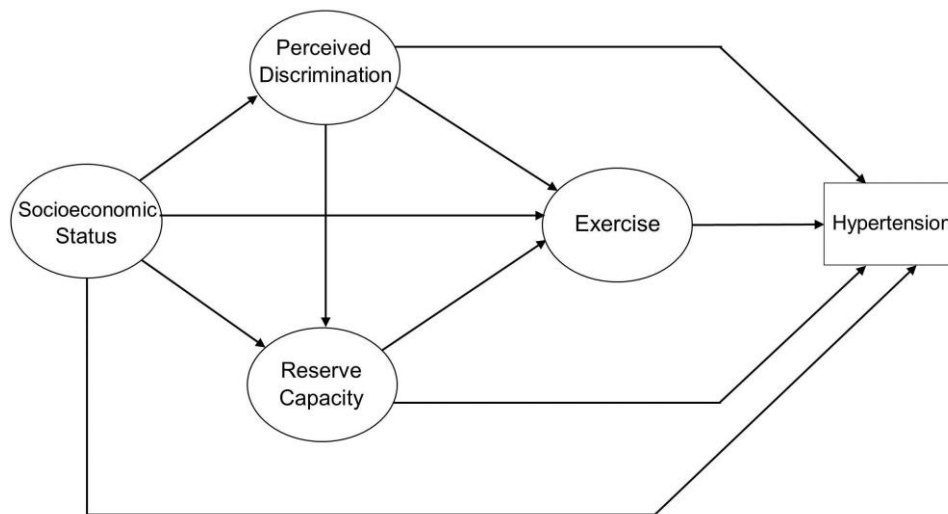 Perceived
Discrimination
Socioeconomic
Status
Exercise
Hypertension
Reserve
Capacity